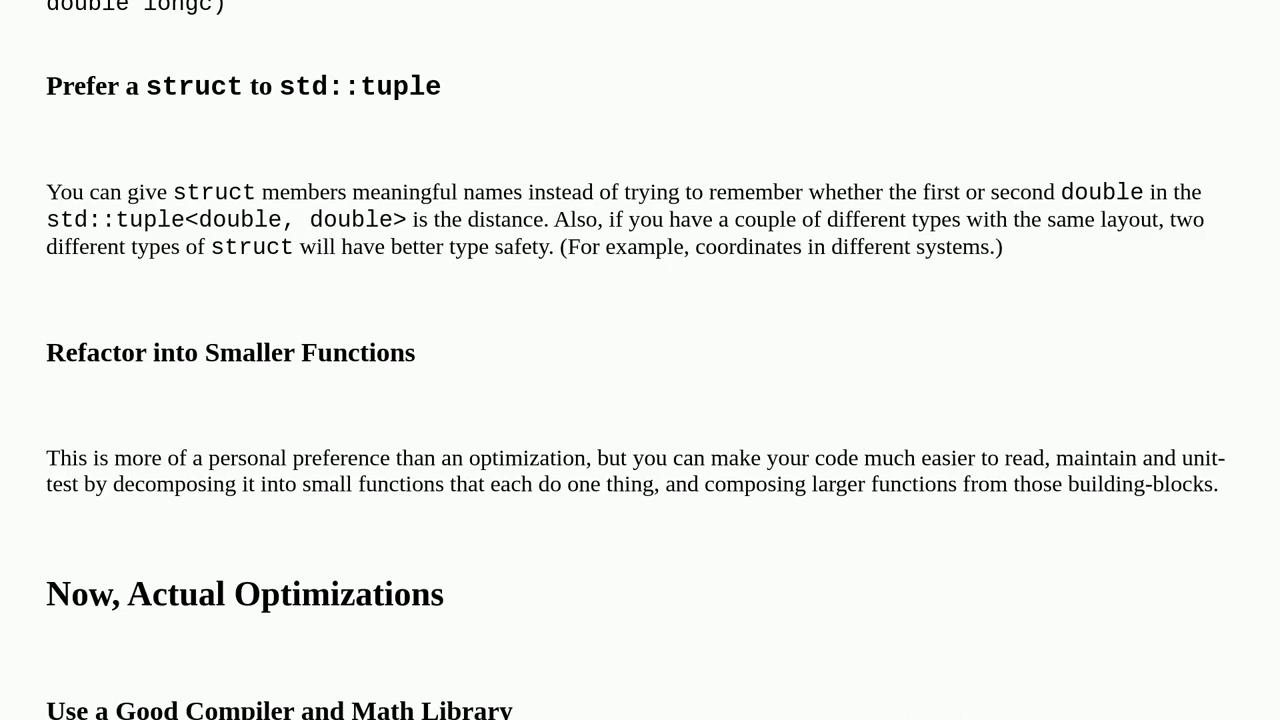 double longc)
Prefer a struct to std::tuple
You can give struct members meaningful names instead of trying to remember whether the first or second double in the
std::tuple<double, double> is the distance. Also, if you have a couple of different types with the same layout, two
different types of struct will have better type safety. (For example, coordinates in different systems.)
Refactor into Smaller Functions
This is more of a personal preference than an optimization, but you can make your code much easier to read, maintain and unit-
test by decomposing it into small functions that each do one thing, and composing larger functions from those building-blocks.
Now, Actual Optimizations
Use a Good Compiler and Math Library